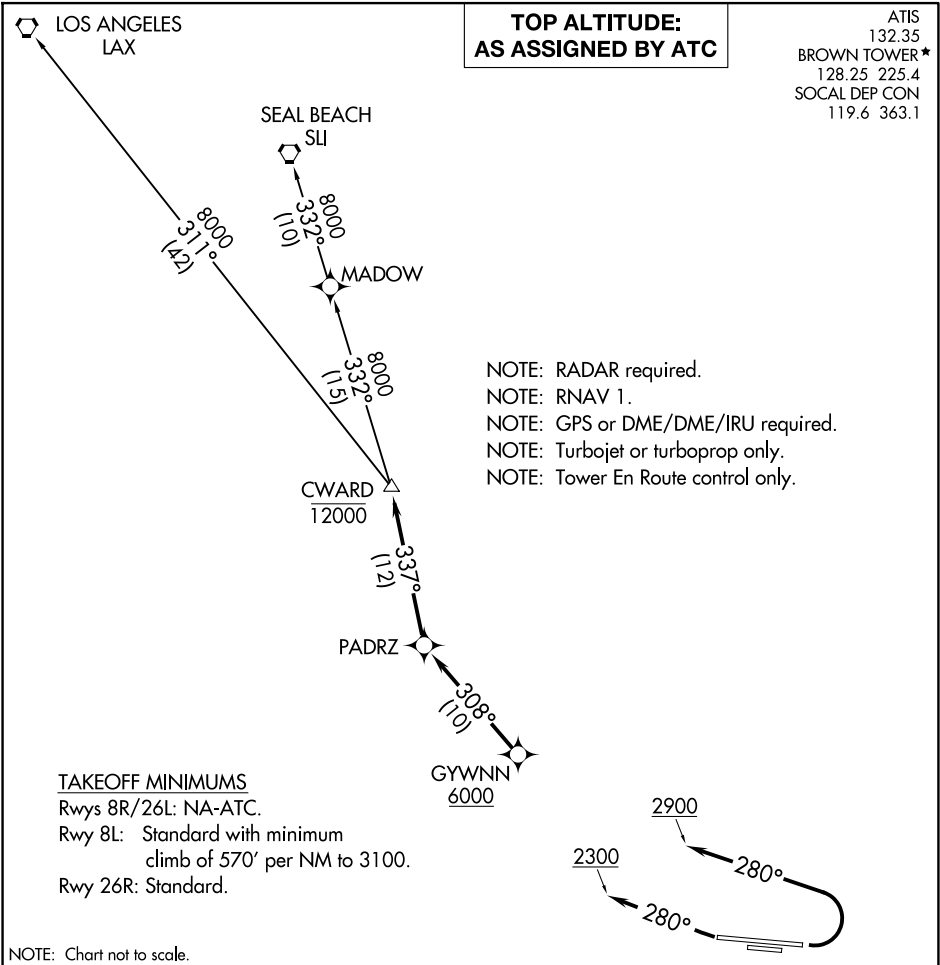 LOS ANGELES
LAX
TOP ALTITUDE:
AS ASSIGNED BY ATC
ATIS
132.35
BROWN TOWER★
128.25 225.4
SOCAL DEP CON
119.6 363.1
SEAL BEACH
SLI
8000
332°
(10)
8000
311°
(42)
MADOW
8000
332°
(15)
NOTE: RADAR required.
NOTE: RNAV 1.
NOTE: GPS or DME/DME/IRU required.
NOTE: Turbojet or turboprop only.
NOTE: Tower En Route control only.
CWARD
12000
337°
(12)
PADRZ
308°
(10)
GYWNN
6000
TAKEOFF MINIMUMS
Rwys 8R/26L: NA-ATC.
Rwy 8L: Standard with minimum
climb of 570' per NM to 3100.
Rwy 26R: Standard.
2900
280°
2300
280°
NOTE: Chart not to scale.